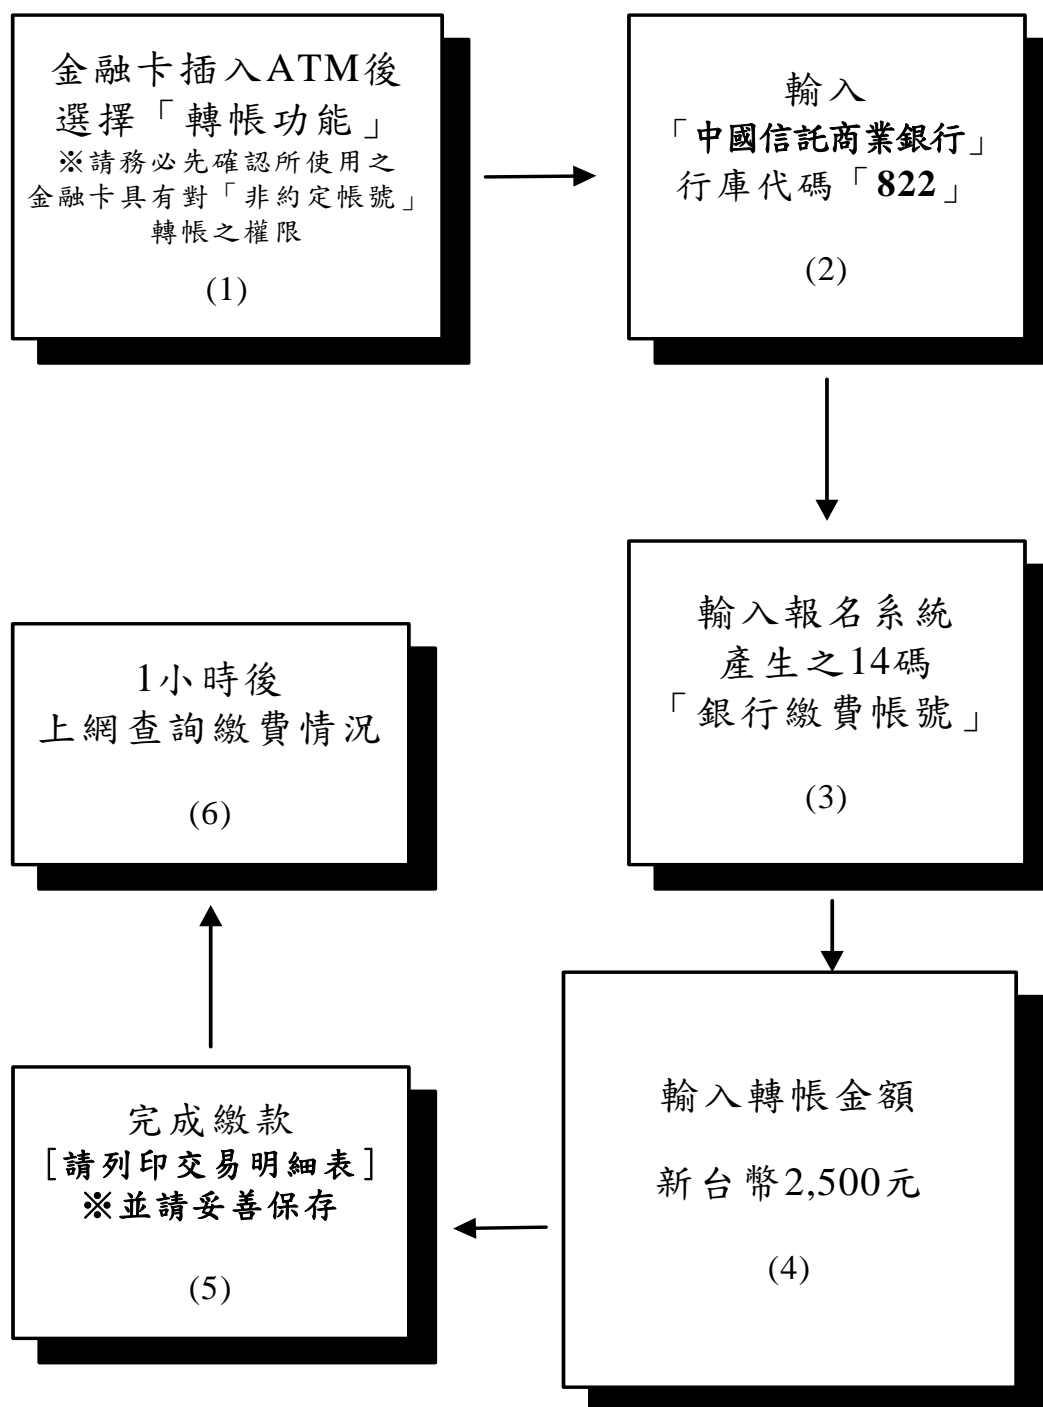 金融卡插入ATM後
選擇「轉帳功能」
※請務必先確認所使用之
金融卡具有對「非約定帳號」
轉帳之權限
(1)
輸入
「中國信託商業銀行」
行庫代碼「822」
(2)
輸入報名系統
產生之14碼
「銀行繳費帳號」
(3)
輸入轉帳金額
新台幣2,500元
(4)
完成繳款
[請列印交易明細表]
※並請妥善保存
(5)
1小時後
上網查詢繳費情況
(6)